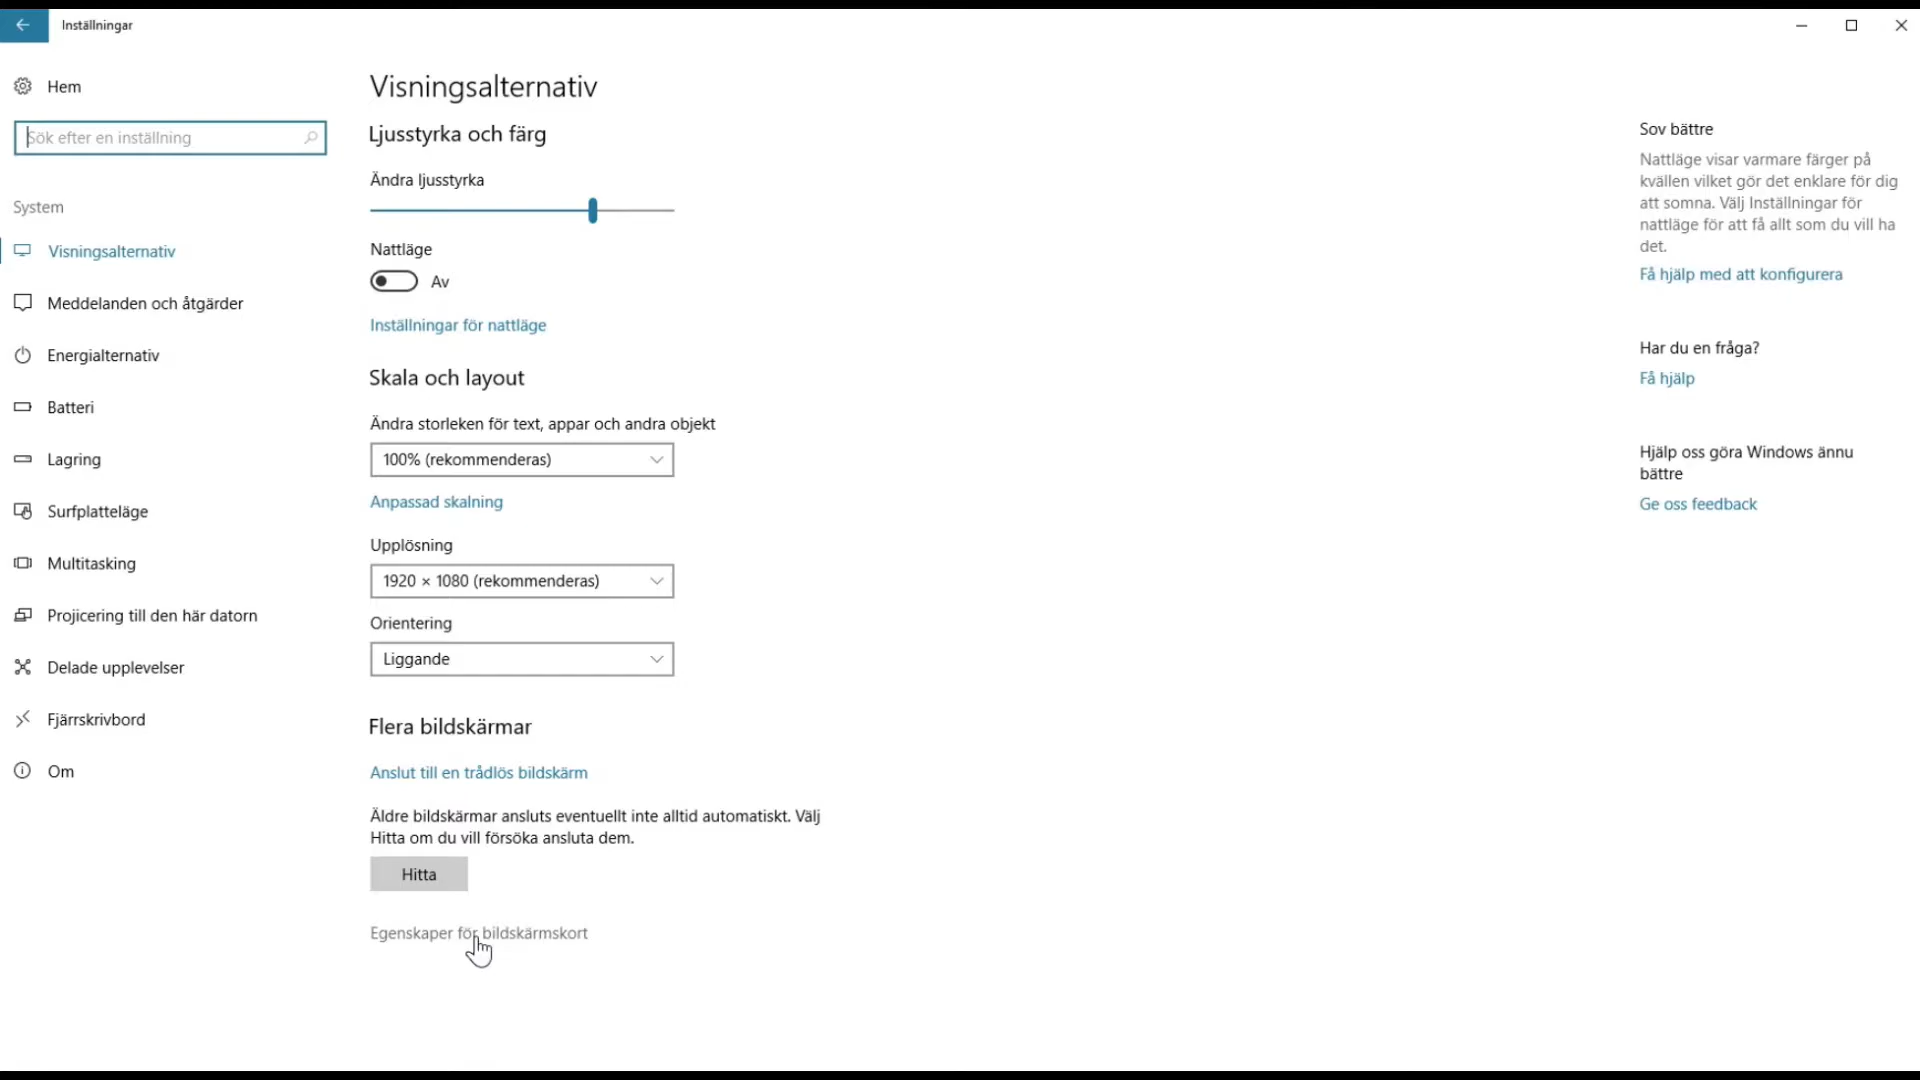 Inställningar
Hem
Sök efter en inställning
System
Visningsalternativ
Meddelanden och åtgärder
Energialternativ
Batteri
Lagring
Surfplatteläge
Multitasking
Projicering till den här datorn
Delade upplevelser
Fjärrskrivbord
Om
Visningsalternativ
Ljusstyrka och färg
Ändra ljusstyrka
Nattläge
Av
Inställningar för nattläge
Skala och layout
Ändra storleken för text, appar och andra objekt
100% (rekommenderas)
Anpassad skalning
Upplösning
1920 × 1080 (rekommenderas)
Orientering
Liggande
Flera bildskärmar
Anslut till en trådlös bildskärm
Äldre bildskärmar ansluts eventuellt inte alltid automatiskt. Välj
Hitta om du vill försöka ansluta dem.
Hitta
Egenskaper för bildskärmskort
Sov bättre
Nattläge visar varmare färger på
kvällen vilket gör det enklare för dig
att somna. Välj Inställningar för
nattläge för att få allt som du vill ha
det.
Få hjälp med att konfigurera
Har du en fråga?
Få hjälp
Hjälp oss göra Windows ännu
bättre
Ge oss feedback